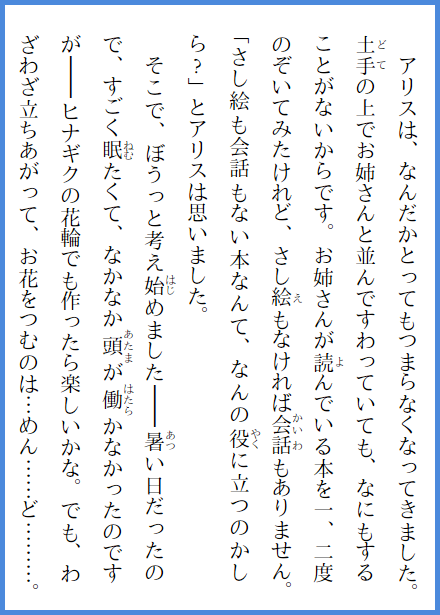 アリスは、なんだかとってもつまらなくなってきました。
土手の上でお姉さんと並んですわっていても、なにもする
ことがないからです。お姉さんが読んでいる本を一、二度
のぞいてみたけれど、さし絵もなければ会話もありません。
「さし絵も会話もない本なんて、なんの役に立つのかし
ら？」とアリスは思いました。
　そこで、ぼうっと考え始めました――暑い日だったの
で、すごく眠たくて、なかなか頭が働かなかったのです
が――ヒナギクの花輪でも作ったら楽しいかな。でも、わ
ざわざ立ちあがって、お花をつむのは…めん……ど………。